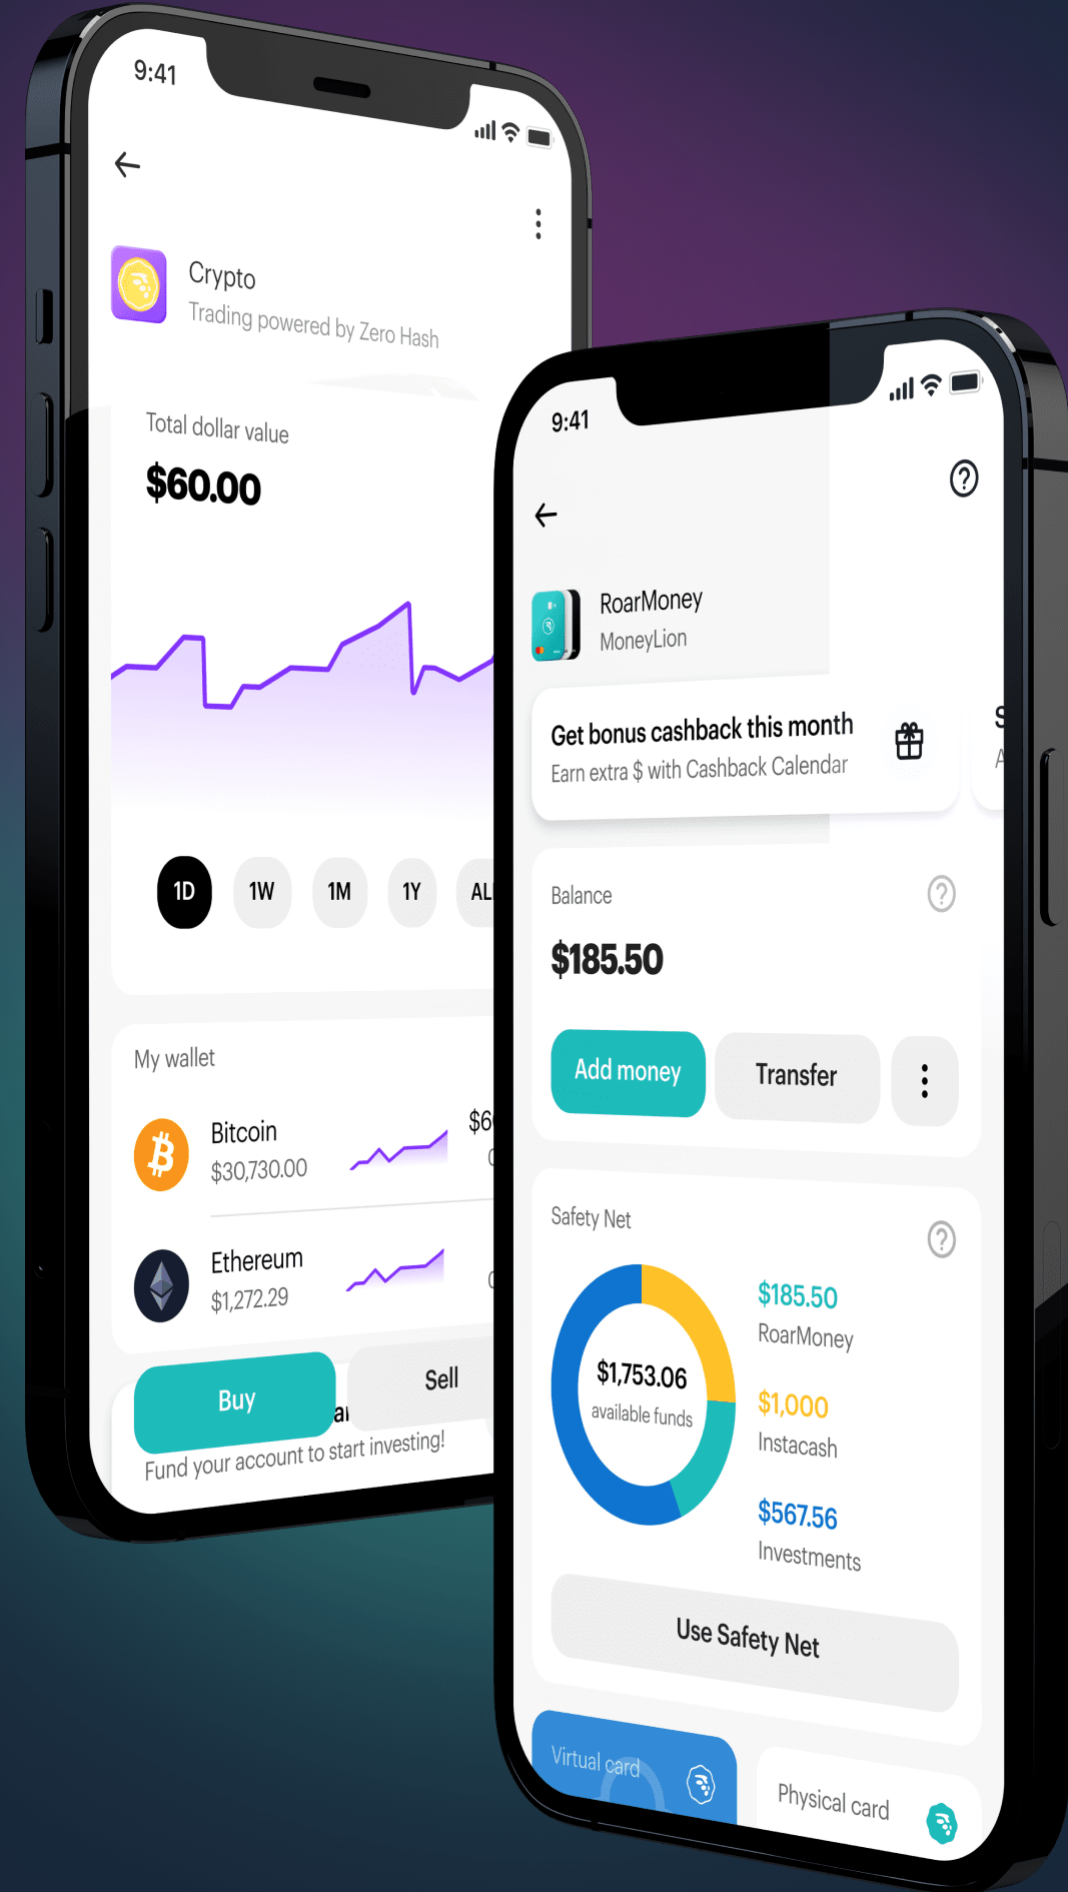 9:41
Crypto
Trading powered by Zero Hash
Total dollar value
$60.00
1D
1W
1M
1Y
My wallet
Bitcoin
$30,730.00
Ethereum
$1,272.29
Buy
Sell
Fund your account to start investing!
9:41
RoarMoney
MoneyLion
Get bonus cashback this month
Earn extra $ with Cashback Calendar
Balance
$185.50
Add money
Transfer
Safety Net
$1,753.06
available funds
$185.50
RoarMoney
$1,000
Instacash
$567.56
Investments
Use Safety Net
Virtual card
Physical card